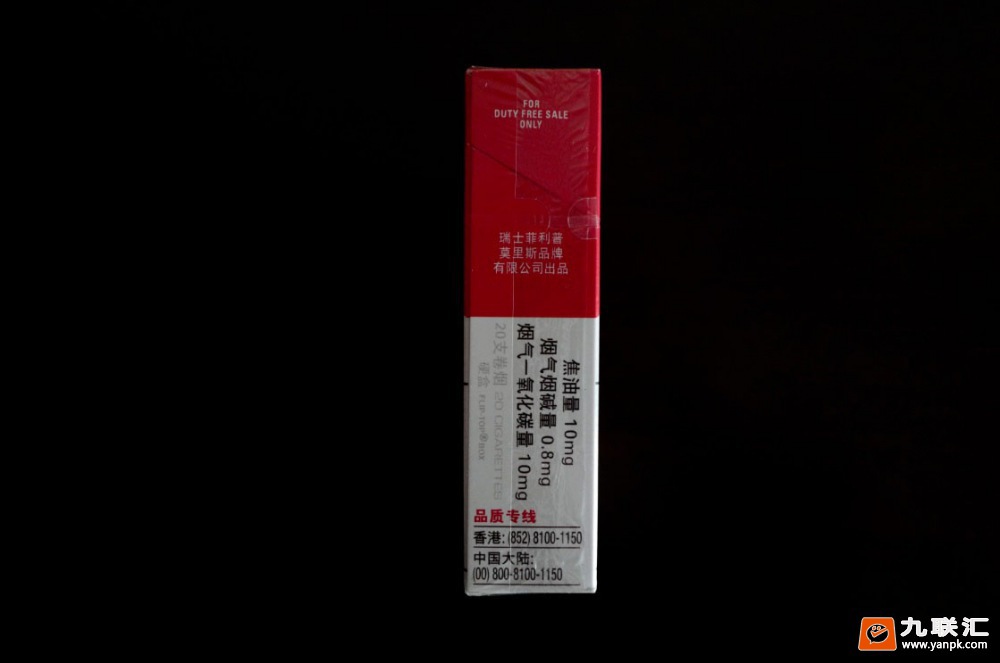 FOR
DUTY FREE SALE
ONLY
瑞士菲利普
莫里斯品牌
有限公司出品
焦油量 10mg
烟气烟碱量 0.8mg
烟气一氧化碳量 10mg
20支卷烟 20 CIGARETTES
硬盒 FLIP-TOP® BOX
品质专线
香港: (852) 8100-1150
中国大陆:
(00) 800-8100-1150
九联汇
www.yanpk.com